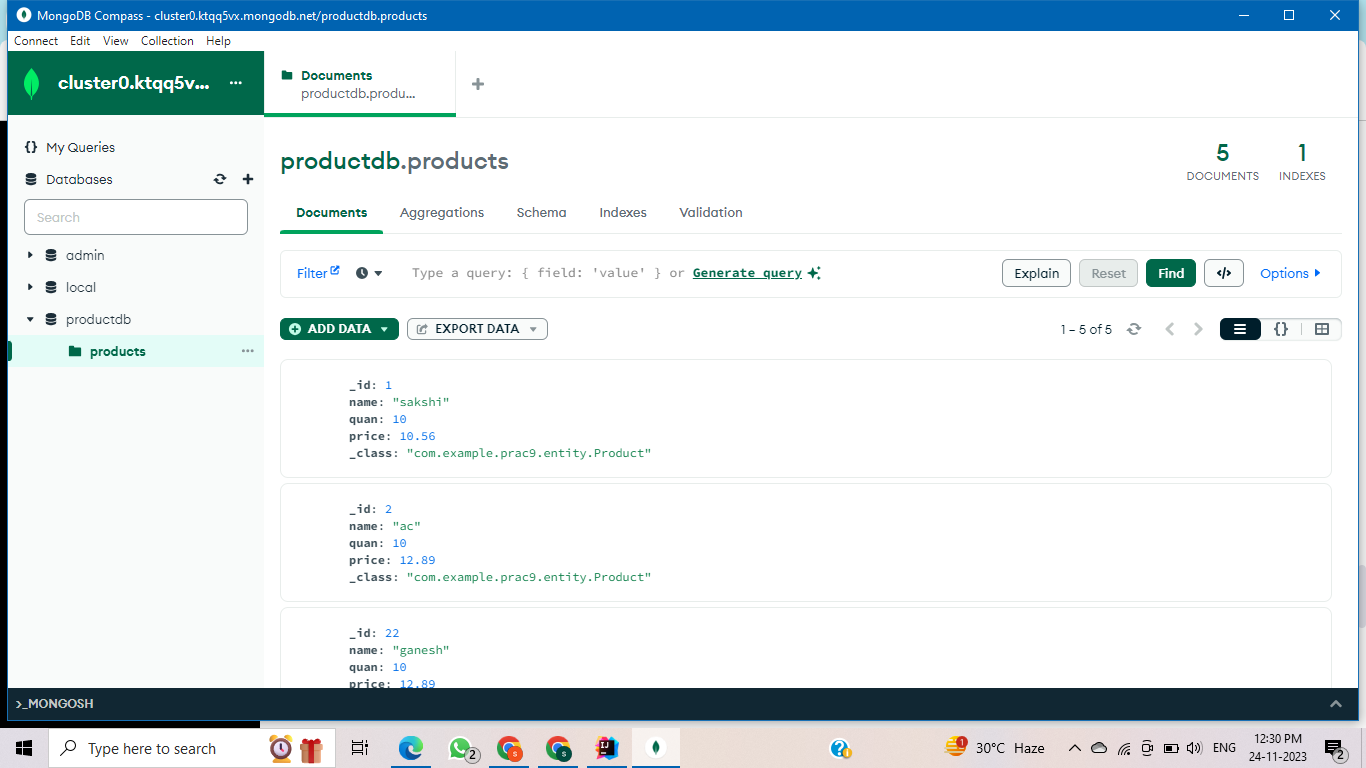 MongoDB Compass - cluster0.ktqq5vx.mongodb.net/productdb.products
Connect Edit View Collection Help
cluster0.ktqq5v...
Documents
productdb.produ...
{} My Queries
Databases
Search
admin
local
productdb
products
productdb.products
5
DOCUMENTS
1
INDEXES
Documents Aggregations Schema Indexes Validation
Filter Type a query: { field: 'value' } or Generate query Explain Reset Find </> Options
ADD DATA EXPORT DATA 1 – 5 of 5 {}
_id: 1
name: "sakshi"
quan: 10
price: 10.56
_class: "com.example.prac9.entity.Product"
_id: 2
name: "ac"
quan: 10
price: 12.89
_class: "com.example.prac9.entity.Product"
_id: 22
name: "ganesh"
quan: 10
price: 12.89
>_MONGOSH
Type here to search 2 S S 1 30°C Haze ENG 12:30 PM
24-11-2023 2